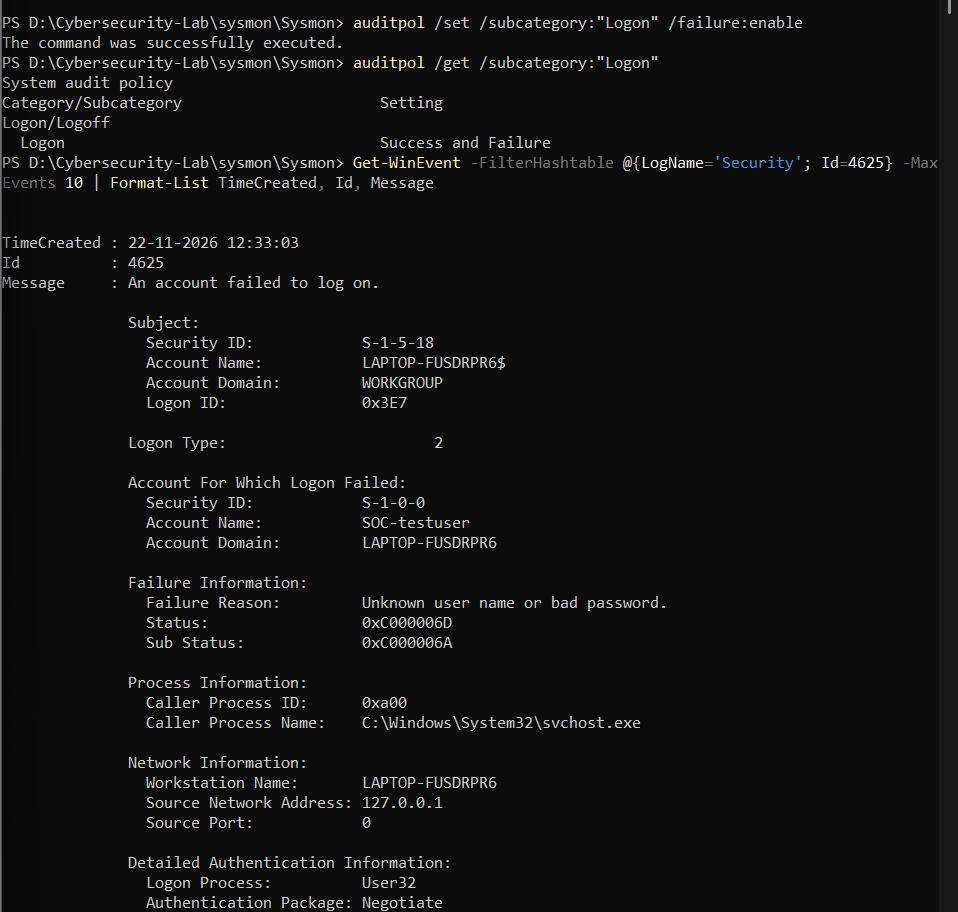 PS D:\Cybersecurity-Lab\sysmon\Sysmon> auditpol /set /subcategory:"Logon" /failure:enable
The command was successfully executed.
PS D:\Cybersecurity-Lab\sysmon\Sysmon> auditpol /get /subcategory:"Logon"
System audit policy
Category/Subcategory                      Setting
Logon/Logoff
  Logon                                   Success and Failure
PS D:\Cybersecurity-Lab\sysmon\Sysmon> Get-WinEvent -FilterHashtable @{LogName='Security'; Id=4625} -Max
Events 10 | Format-List TimeCreated, Id, Message
TimeCreated : 22-11-2026 12:33:03
Id          : 4625
Message     : An account failed to log on.
              Subject:
                Security ID:            S-1-5-18
                Account Name:           LAPTOP-FUSDRPR6$
                Account Domain:         WORKGROUP
                Logon ID:               0x3E7
              Logon Type:                       2
              Account For Which Logon Failed:
                Security ID:            S-1-0-0
                Account Name:           SOC-testuser
                Account Domain:         LAPTOP-FUSDRPR6
              Failure Information:
                Failure Reason:         Unknown user name or bad password.
                Status:                 0xC000006D
                Sub Status:             0xC000006A
              Process Information:
                Caller Process ID:      0xa00
                Caller Process Name:    C:\Windows\System32\svchost.exe
              Network Information:
                Workstation Name:       LAPTOP-FUSDRPR6
                Source Network Address: 127.0.0.1
                Source Port:            0
              Detailed Authentication Information:
                Logon Process:          User32
                Authentication Package: Negotiate